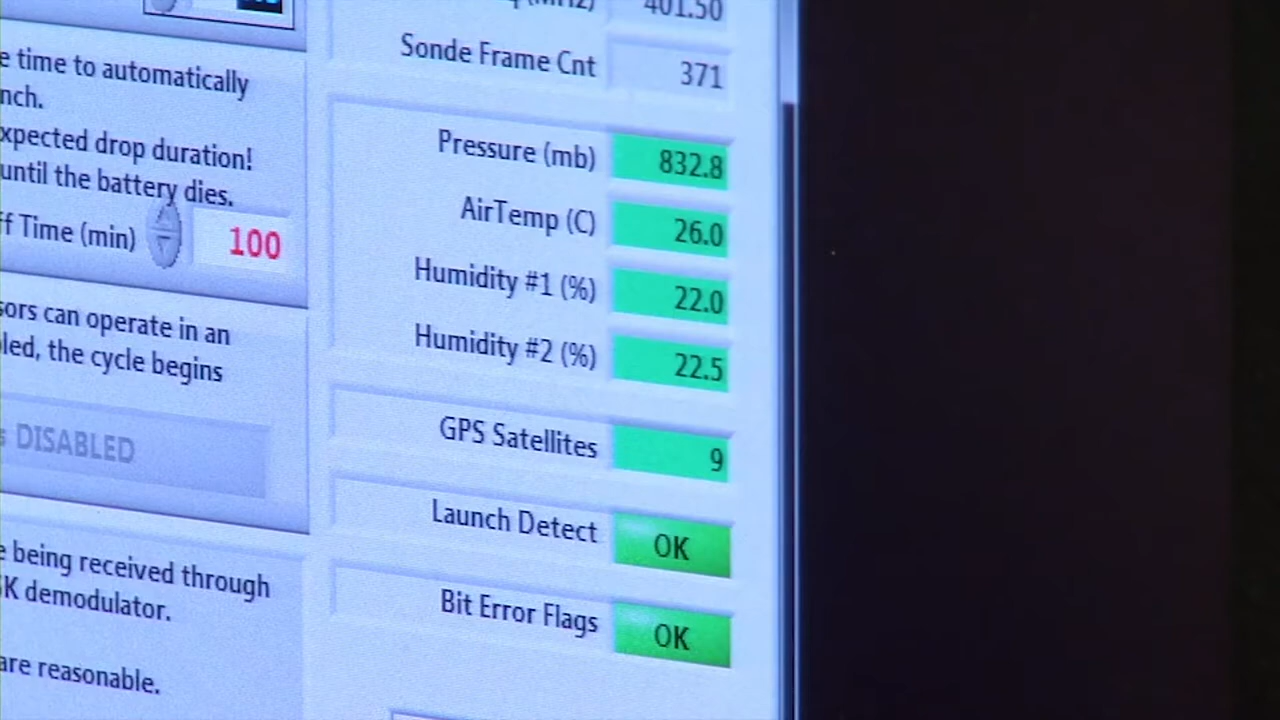 401.50
e time to automatically
nch.
Sonde Frame Cnt 371
xpected drop duration!
until the battery dies.
ff Time (min) 100
Pressure (mb) 832.8
AirTemp (C) 26.0
Humidity #1 (%) 22.0
Humidity #2 (%) 22.5
sors can operate in an
led, the cycle begins
s DISABLED
GPS Satellites 9
Launch Detect OK
Bit Error Flags OK
e being received through
SK demodulator.
are reasonable.